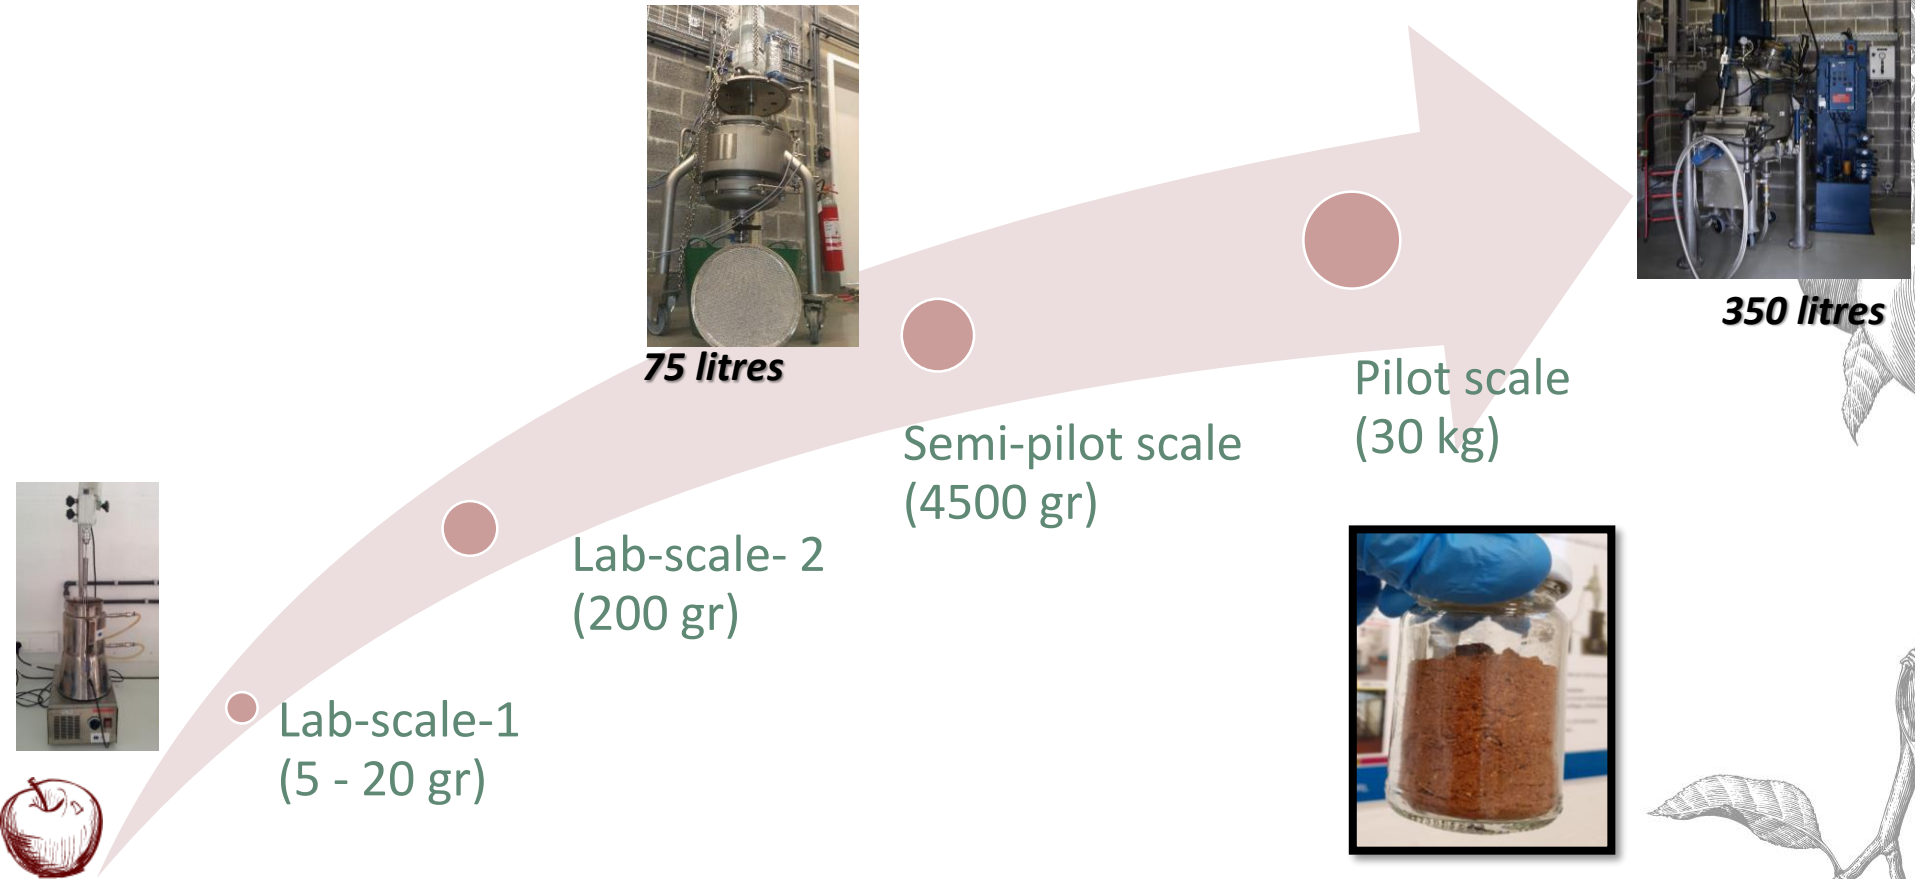 75 litres
350 litres
Pilot scale
(30 kg)
Semi-pilot scale
(4500 gr)
Lab-scale- 2
(200 gr)
Lab-scale-1
(5 - 20 gr)